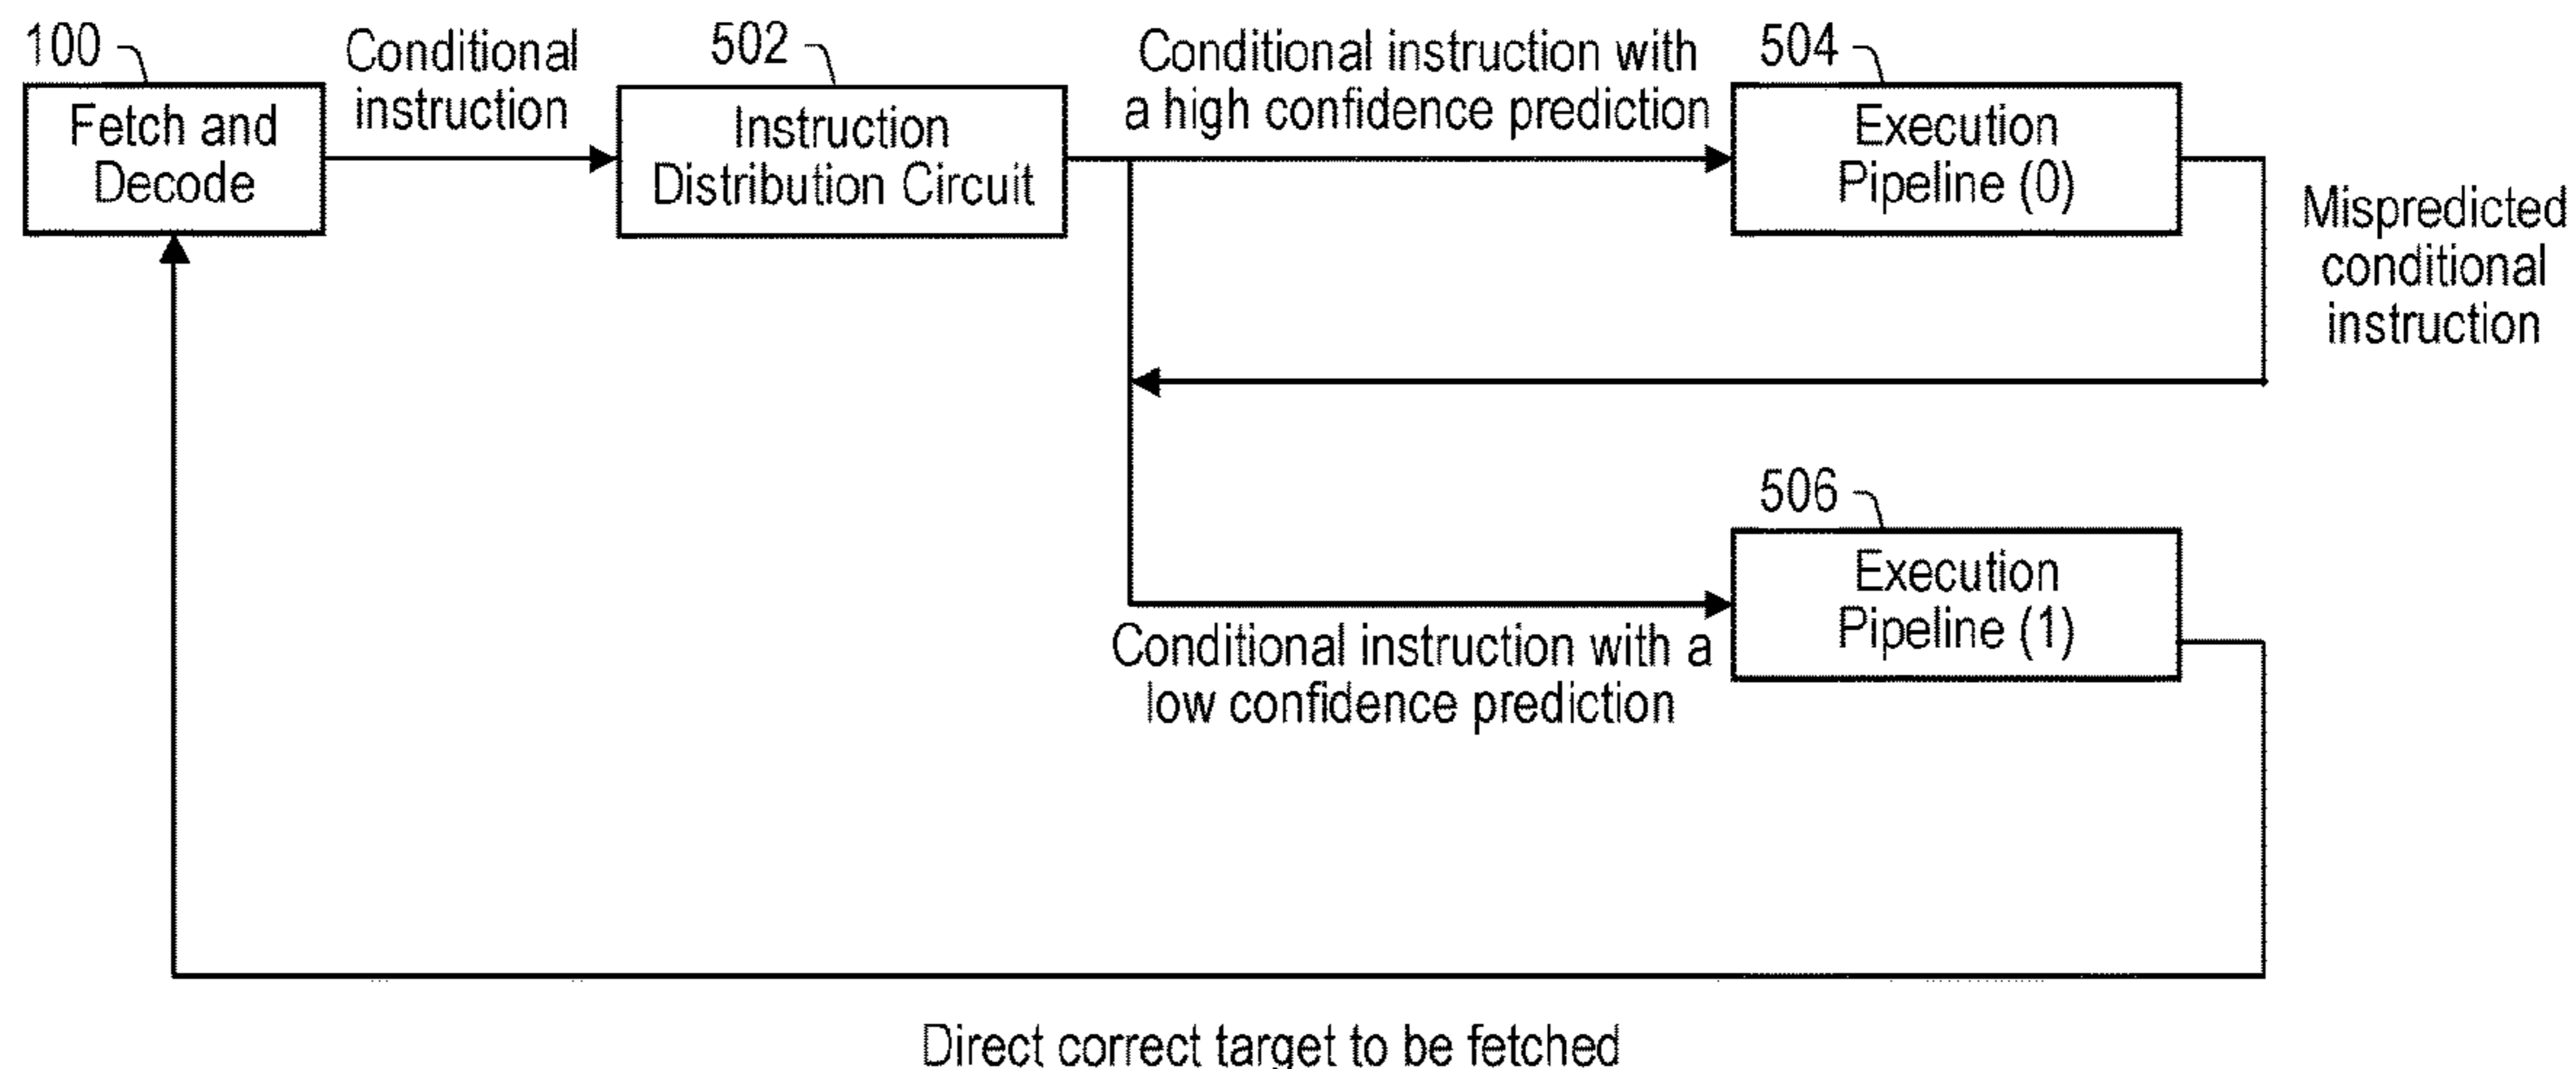 100
Fetch and
Decode
Conditional
instruction
502
Instruction
Distribution Circuit
Conditional instruction with
a high confidence prediction
504
Execution
Pipeline (0)
Mispredicted
conditional
instruction
506
Execution
Pipeline (1)
Conditional instruction with a
low confidence prediction
Direct correct target to be fetched